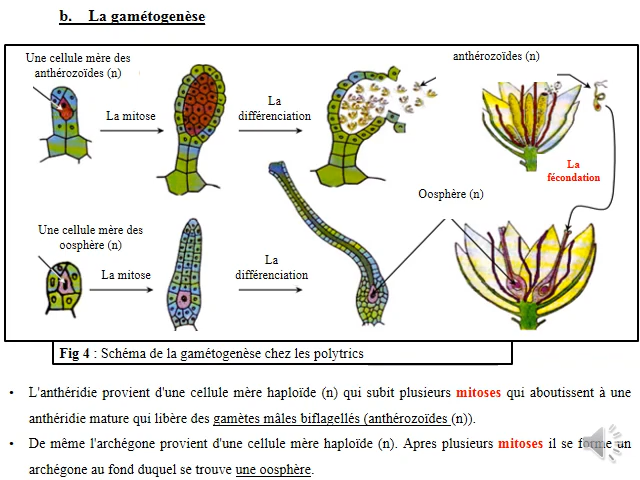 b. La gamétogenèse
Une cellule mère des
anthérozoïdes (n)
La mitose
La
différenciation
anthérozoïdes (n)
La
fécondation
Oosphère (n)
Une cellule mère des
oosphère (n)
La mitose
La
différenciation
Fig 4 : Schéma de la gamétogenèse chez les polytrics
• L'anthéridie provient d'une cellule mère haploïde (n) qui subit plusieurs mitoses qui aboutissent à une
anthéridie mature qui libère des gamètes mâles biflagellés (anthérozoïdes (n)).
• De même l'archégone provient d'une cellule mère haploïde (n). Apres plusieurs mitoses il se forme un
archégone au fond duquel se trouve une oosphère.